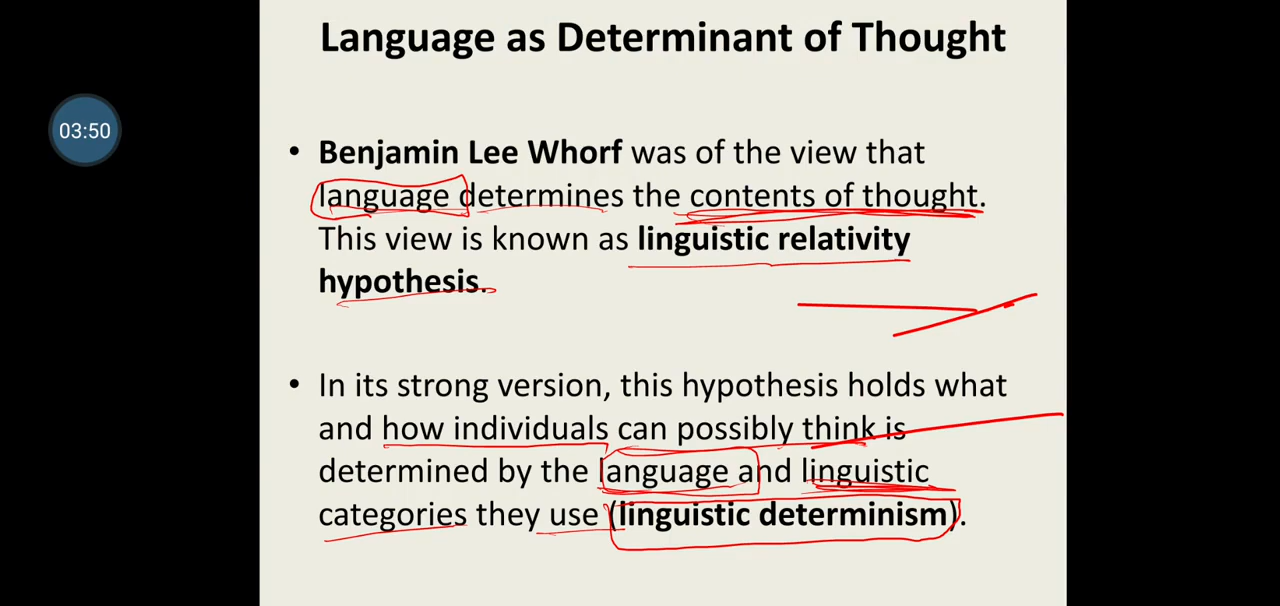 Language as Determinant of Thought
03:50
• Benjamin Lee Whorf was of the view that
language determines the contents of thought.
This view is known as linguistic relativity
hypothesis.
• In its strong version, this hypothesis holds what
and how individuals can possibly think is
determined by the language and linguistic
categories they use (linguistic determinism).